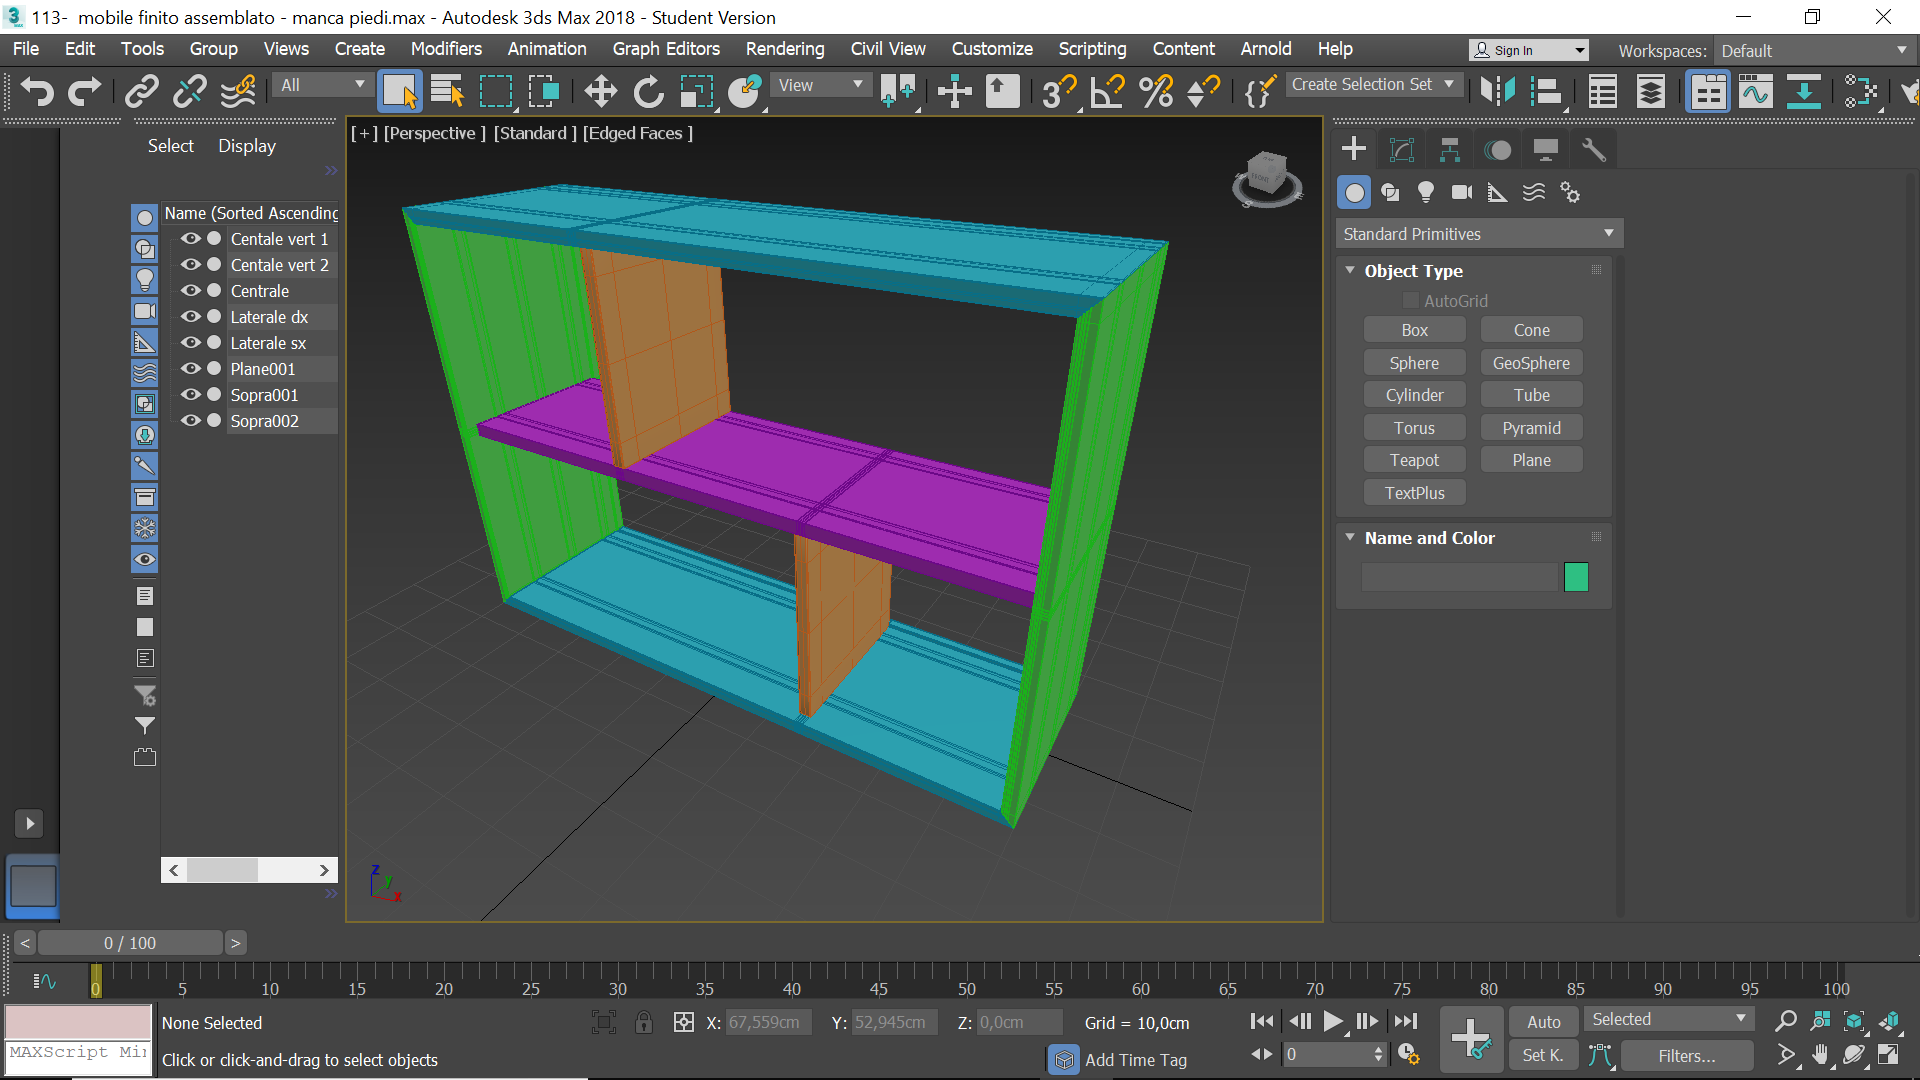 113-  mobile finito assemblato - manca piedi.max - Autodesk 3ds Max 2018 - Student Version
File Edit Tools Group Views Create Modifiers Animation Graph Editors Rendering Civil View Customize Scripting Content Arnold Help Sign In Workspaces: Default
All View Create Selection Set
Select Display
[ + ] [Perspective ] [Standard ] [Edged Faces ]
Name (Sorted Ascending
Centale vert 1
Centale vert 2
Centrale
Laterale dx
Laterale sx
Plane001
Sopra001
Sopra002
Standard Primitives
Object Type
AutoGrid
Box Cone
Sphere GeoSphere
Cylinder Tube
Torus Pyramid
Teapot Plane
TextPlus
Name and Color
z
y
x
< 0 / 100 >
0 5 10 15 20 25 30 35 40 45 50 55 60 65 70 75 80 85 90 95 100
None Selected X: 67,559cm Y: 52,945cm Z: 0,0cm Grid = 10,0cm Auto Selected
MAXScript Mi Click or click-and-drag to select objects Add Time Tag 0 Set K. Filters...